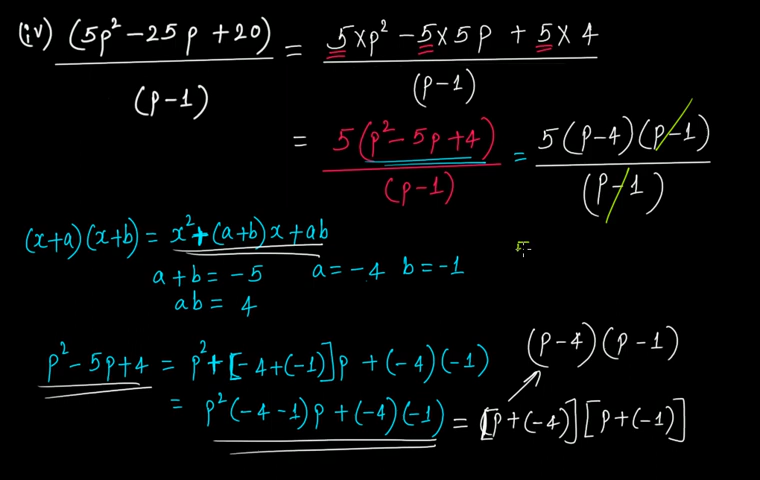 (iv) (5p² - 25p + 20) / (p - 1) = 5×p² - 5×5p + 5×4 / (p - 1)
= 5(p² - 5p + 4) / (p - 1) = 5(p - 4)(p - 1) / (p - 1)
(x+a)(x+b) = x² + (a+b)x + ab
a + b = -5 a = -4 b = -1
ab = 4
(p - 4)(p - 1)
p² - 5p + 4 = p² + [-4 + (-1)]p + (-4)(-1)
= p² (-4 - 1)p + (-4)(-1) = [p + (-4)][p + (-1)]